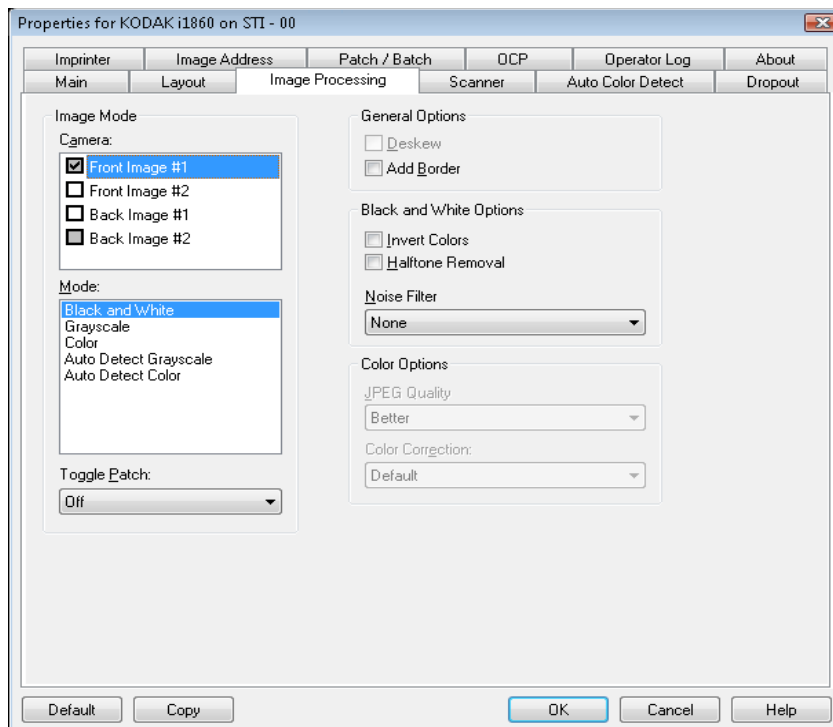 Properties for KODAK i1860 on STI - 00
Imprinter
Image Address
Patch / Batch
OCP
Operator Log
About
Main
Layout
Image Processing
Scanner
Auto Color Detect
Dropout
Image Mode
Camera:
Front Image #1
Front Image #2
Back Image #1
Back Image #2
Mode:
Black and White
Grayscale
Color
Auto Detect Grayscale
Auto Detect Color
Toggle Patch:
Off
General Options
Deskew
Add Border
Black and White Options
Invert Colors
Halftone Removal
Noise Filter
None
Color Options
JPEG Quality
Better
Color Correction:
Default
Default
Copy
OK
Cancel
Help